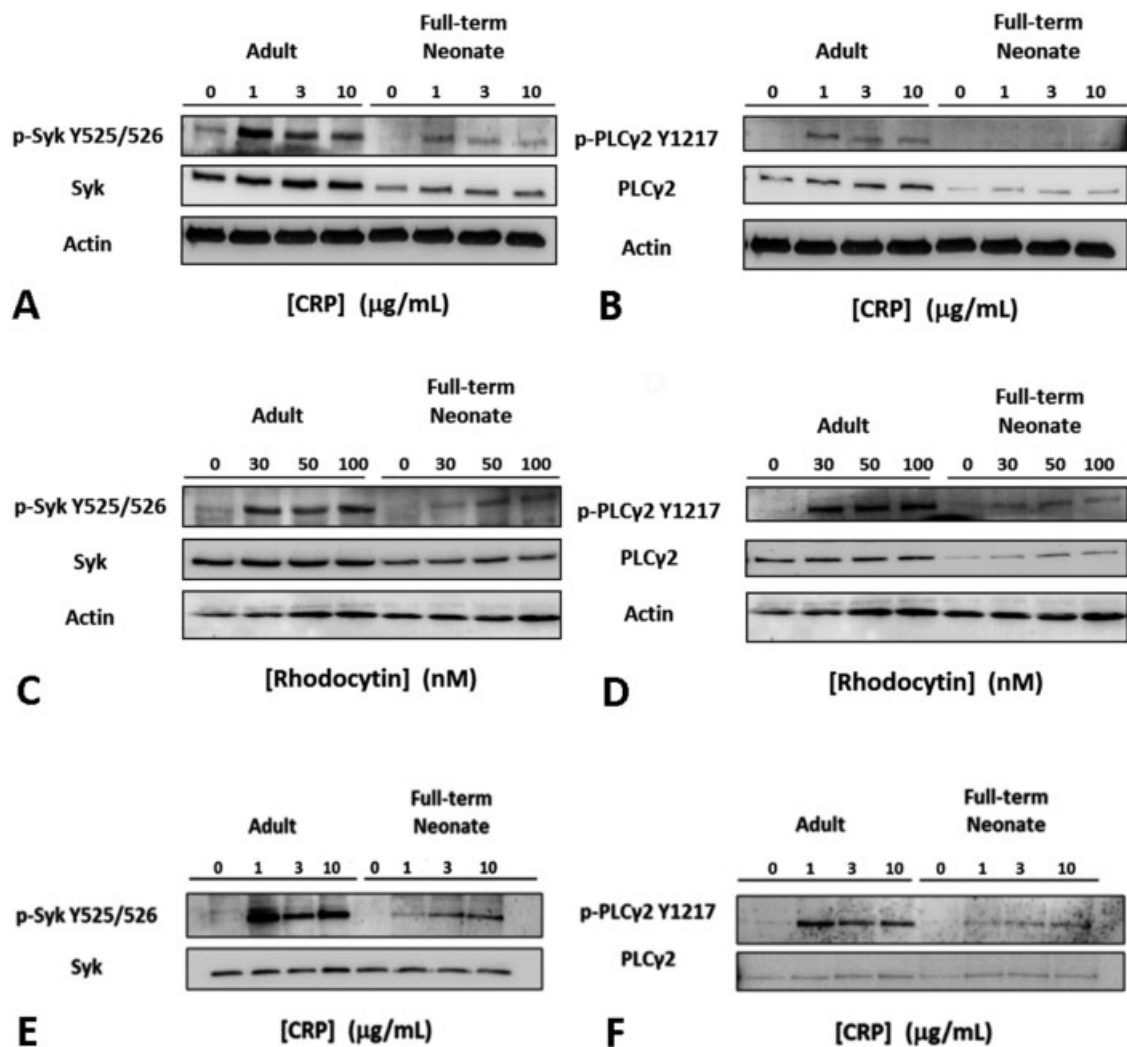 Full-term
Adult Neonate
0 1 3 10 0 1 3 10
p-Syk Y525/526
Syk
Actin
A [CRP] (μg/mL)
Full-term
Adult Neonate
0 1 3 10 0 1 3 10
p-PLCγ2 Y1217
PLCγ2
Actin
B [CRP] (μg/mL)
Full-term
Adult Neonate
0 30 50 100 0 30 50 100
p-Syk Y525/526
Syk
Actin
C [Rhodocytin] (nM)
Full-term
Adult Neonate
0 30 50 100 0 30 50 100
p-PLCγ2 Y1217
PLCγ2
Actin
D [Rhodocytin] (nM)
Full-term
Adult Neonate
0 1 3 10 0 1 3 10
p-Syk Y525/526
Syk
E [CRP] (μg/mL)
Full-term
Adult Neonate
0 1 3 10 0 1 3 10
p-PLCγ2 Y1217
PLCγ2
F [CRP] (μg/mL)